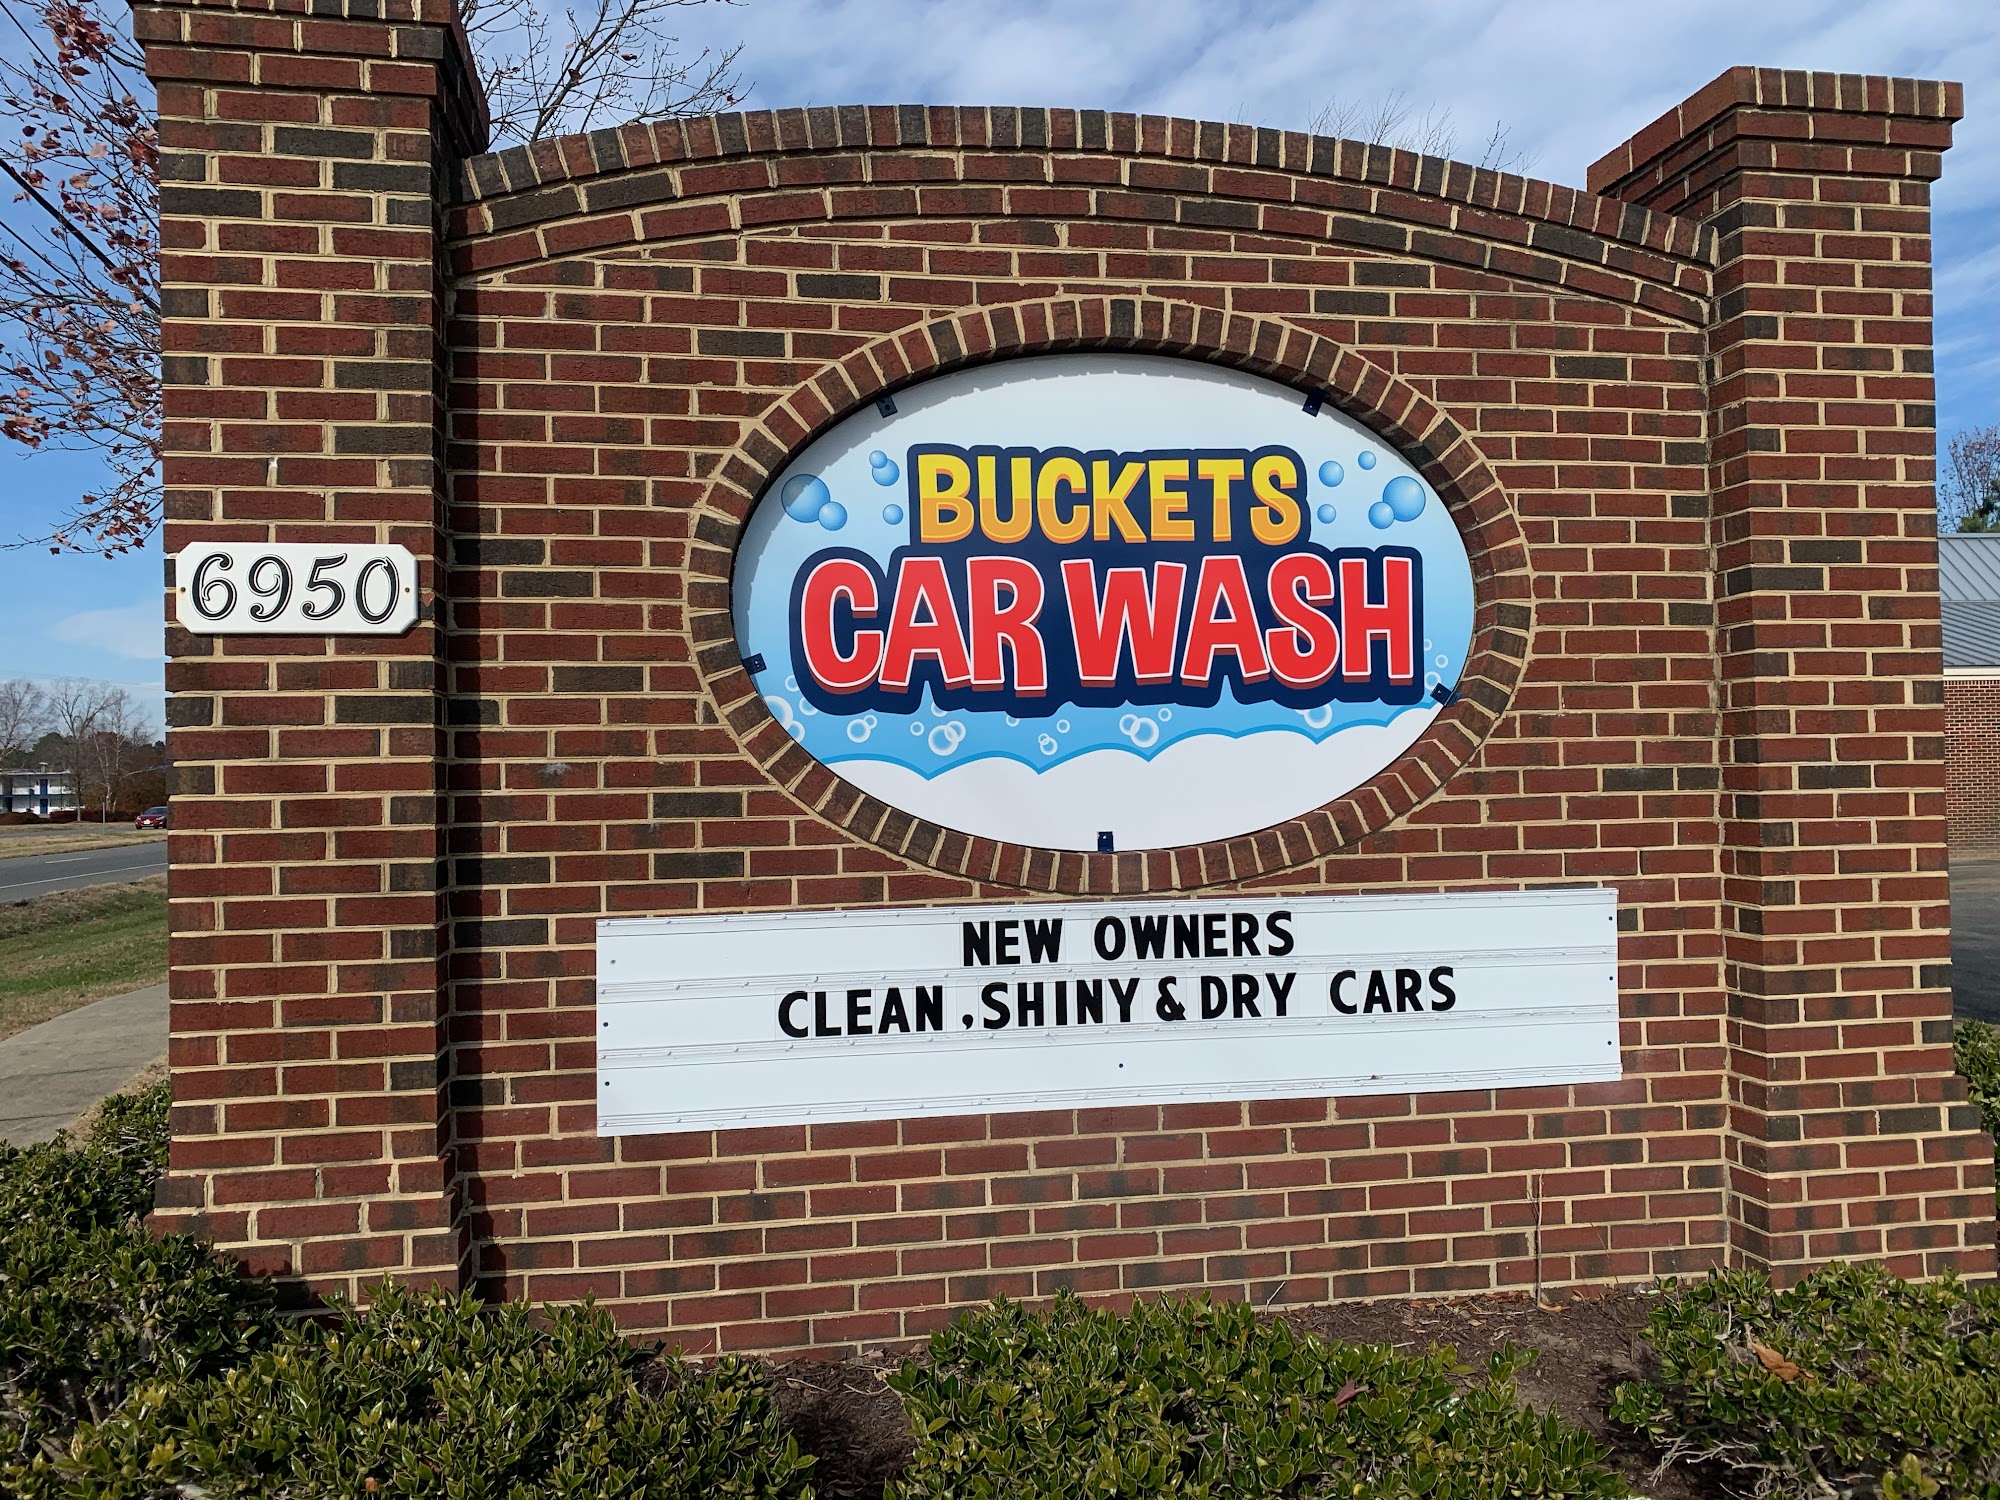 BUCKETS
CAR WASH
6950
NEW OWNERS
CLEAN ,SHINY & DRY CARS